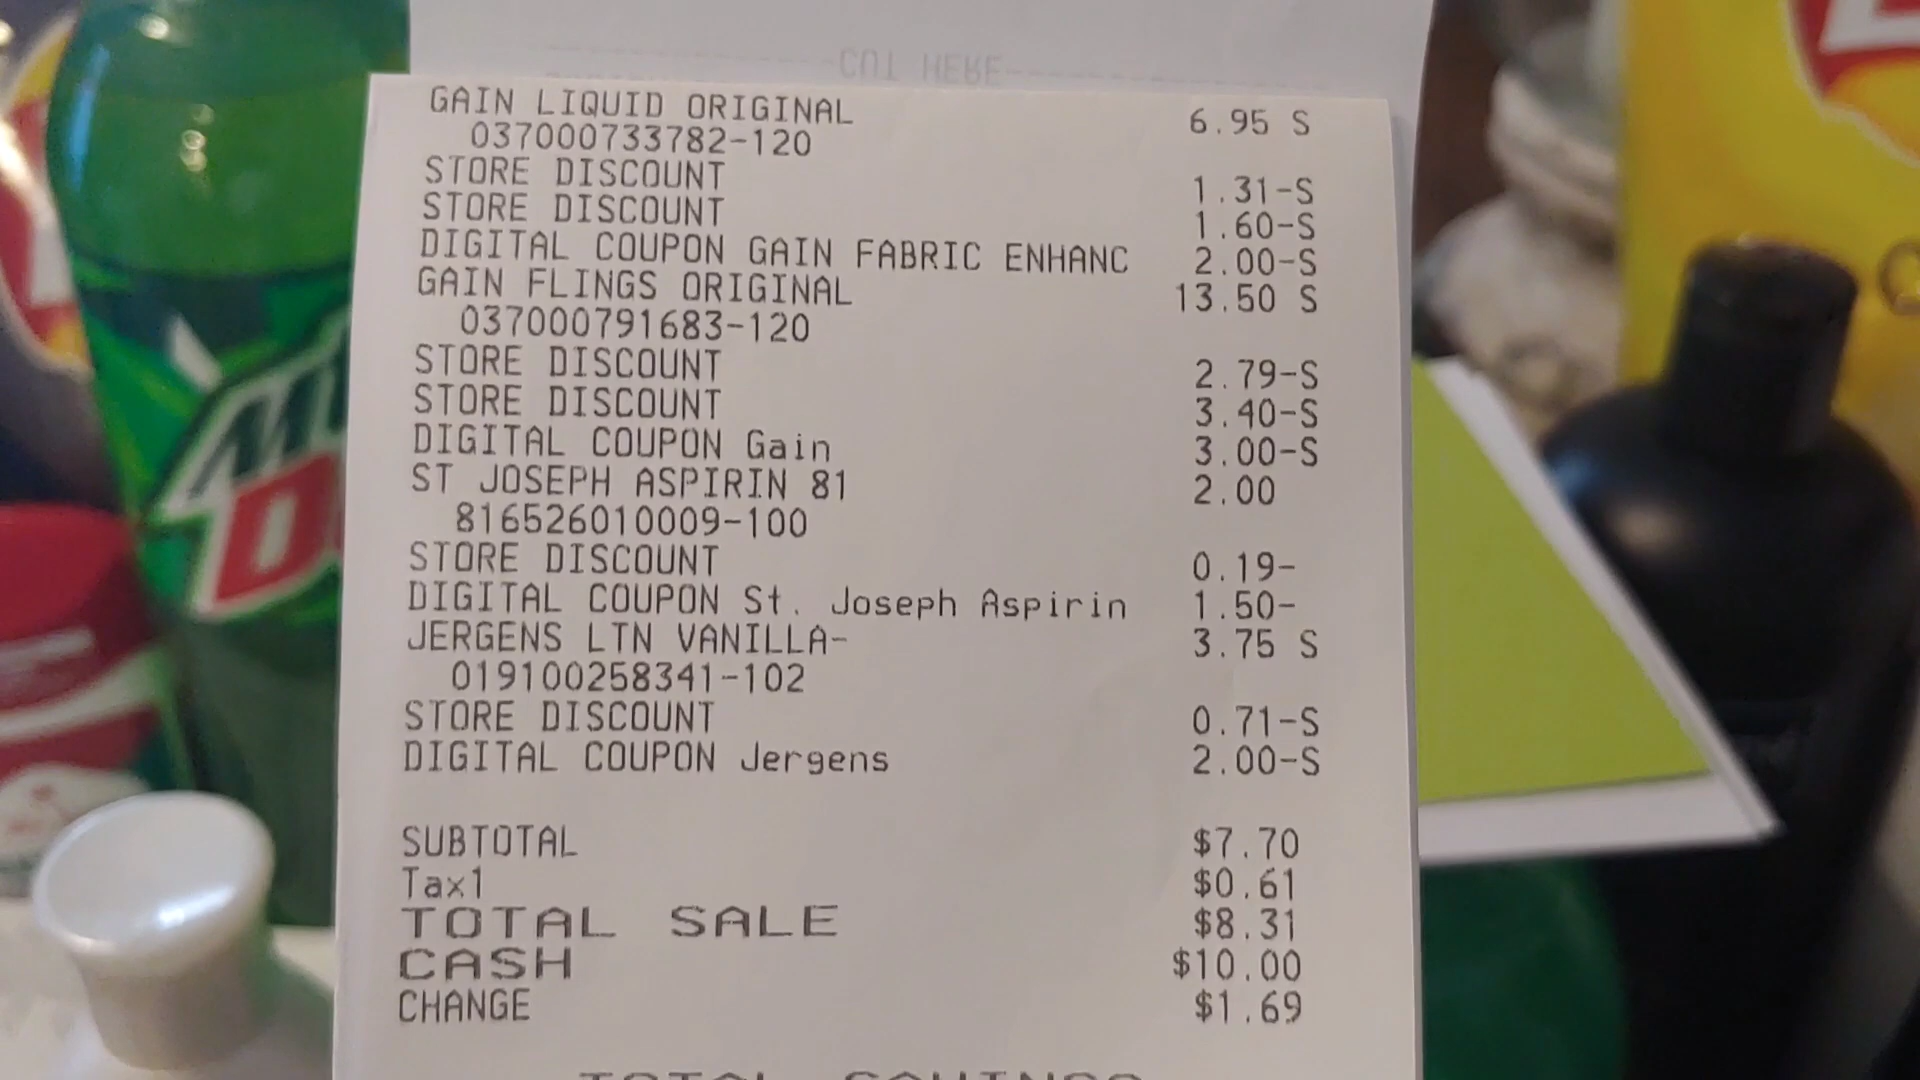 CUT HERE
GAIN LIQUID ORIGINAL 6.95 S
037000733782-120
STORE DISCOUNT 1.31-S
STORE DISCOUNT 1.60-S
DIGITAL COUPON GAIN FABRIC ENHANC 2.00-S
GAIN FLINGS ORIGINAL 13.50 S
037000791683-120
STORE DISCOUNT 2.79-S
STORE DISCOUNT 3.40-S
DIGITAL COUPON Gain 3.00-S
ST JOSEPH ASPIRIN 81 2.00
816526010009-100
STORE DISCOUNT 0.19-
DIGITAL COUPON St. Joseph Aspirin 1.50-
JERGENS LTN VANILLA- 3.75 S
019100258341-102
STORE DISCOUNT 0.71-S
DIGITAL COUPON Jergens 2.00-S
SUBTOTAL $7.70
Tax1 $0.61
TOTAL SALE $8.31
CASH $10.00
CHANGE $1.69
TOTAL SAVINGS